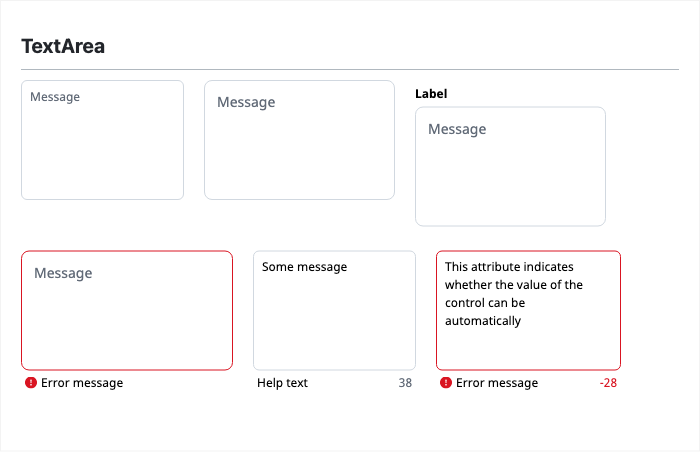 TextArea
Message
Message
Label
Message
Message
Error message
Some message
Help text
38
This attribute indicates
whether the value of the
control can be
automatically
Error message
-28